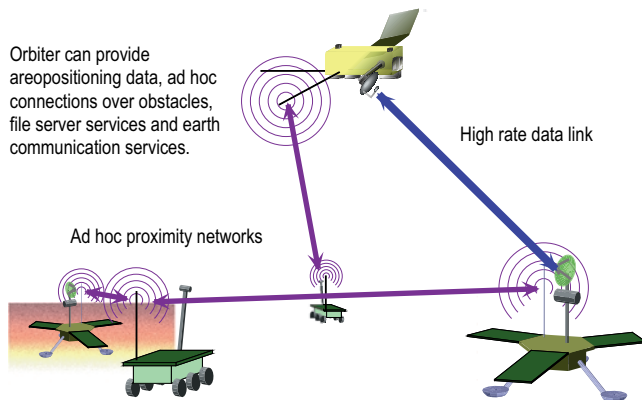 Orbiter can provide
areopositioning data, ad hoc
connections over obstacles,
file server services and earth
communication services.
High rate data link
Ad hoc proximity networks